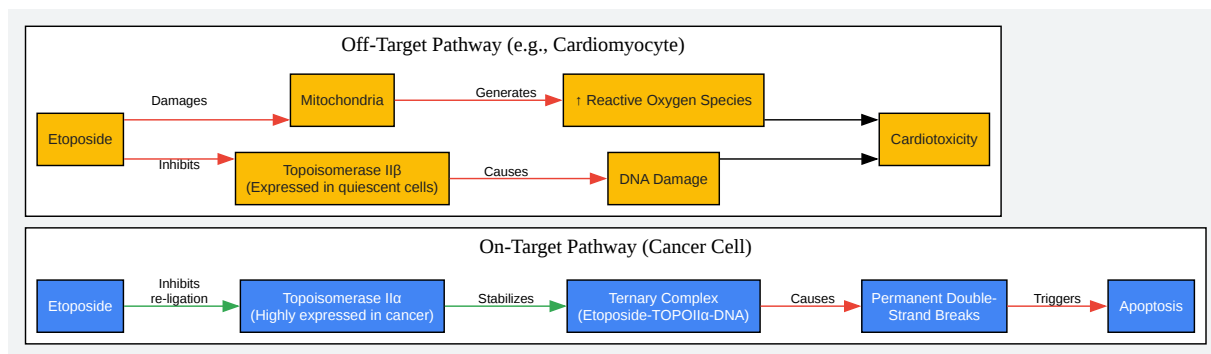 Off-Target Pathway (e.g., Cardiomyocyte)
Damages
Mitochondria
Generates
↑ Reactive Oxygen Species
Etoposide
Cardiotoxicity
Inhibits
Topoisomerase IIβ
(Expressed in quiescent cells)
Causes
DNA Damage
On-Target Pathway (Cancer Cell)
Etoposide
Inhibits
re-ligation
Topoisomerase IIα
(Highly expressed in cancer)
Stabilizes
Ternary Complex
(Etoposide-TOPOIIα-DNA)
Causes
Permanent Double-
Strand Breaks
Triggers
Apoptosis